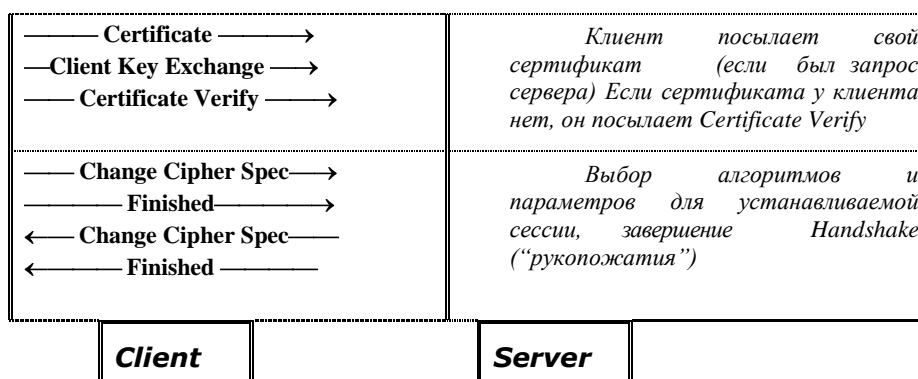 ——— Certificate ———→
—Client Key Exchange —→
—— Certificate Verify ——→
Клиент посылает свой
сертификат (если был запрос
сервера) Если сертификата у клиента
нет, он посылает Certificate Verify
—— Change Cipher Spec—→
———— Finished————→
←—— Change Cipher Spec——
←——— Finished ————
Выбор алгоритмов и
параметров для устанавливаемой
сессии, завершение Handshake
(“рукопожатия”)
Client
Server